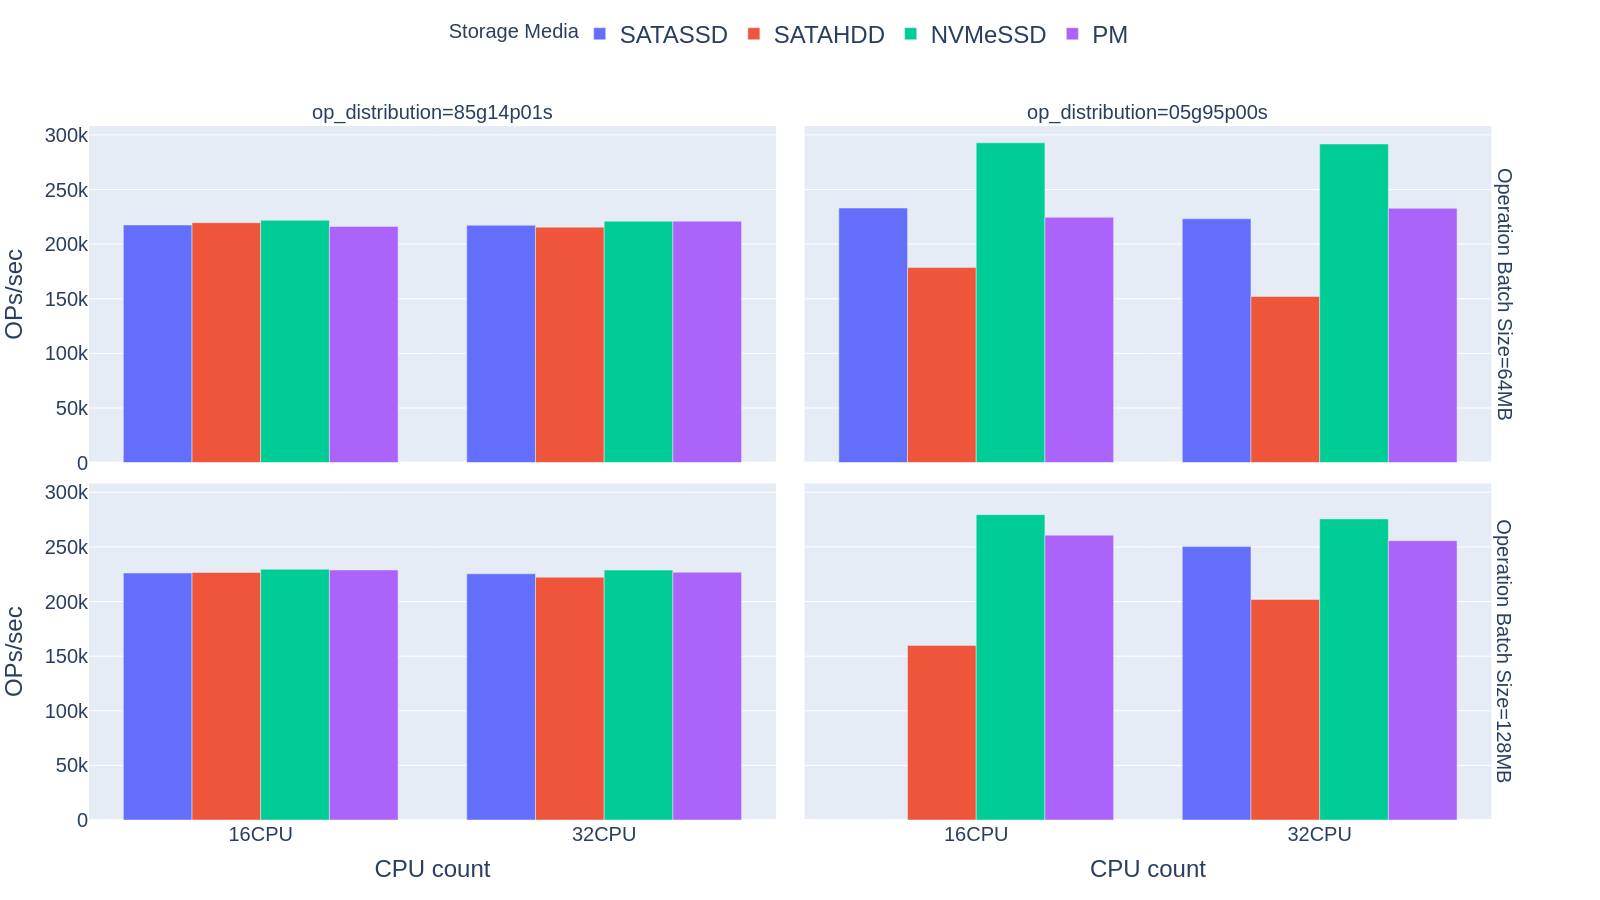 Storage Media SATASSD SATAHDD NVMeSSD PM
op_distribution=85g14p01s
op_distribution=05g95p00s
300k
250k
200k
150k
100k
50k
0
OPs/sec
Operation Batch Size=64MB
300k
250k
200k
150k
100k
50k
0
OPs/sec
Operation Batch Size=128MB
16CPU 32CPU
16CPU 32CPU
CPU count
CPU count